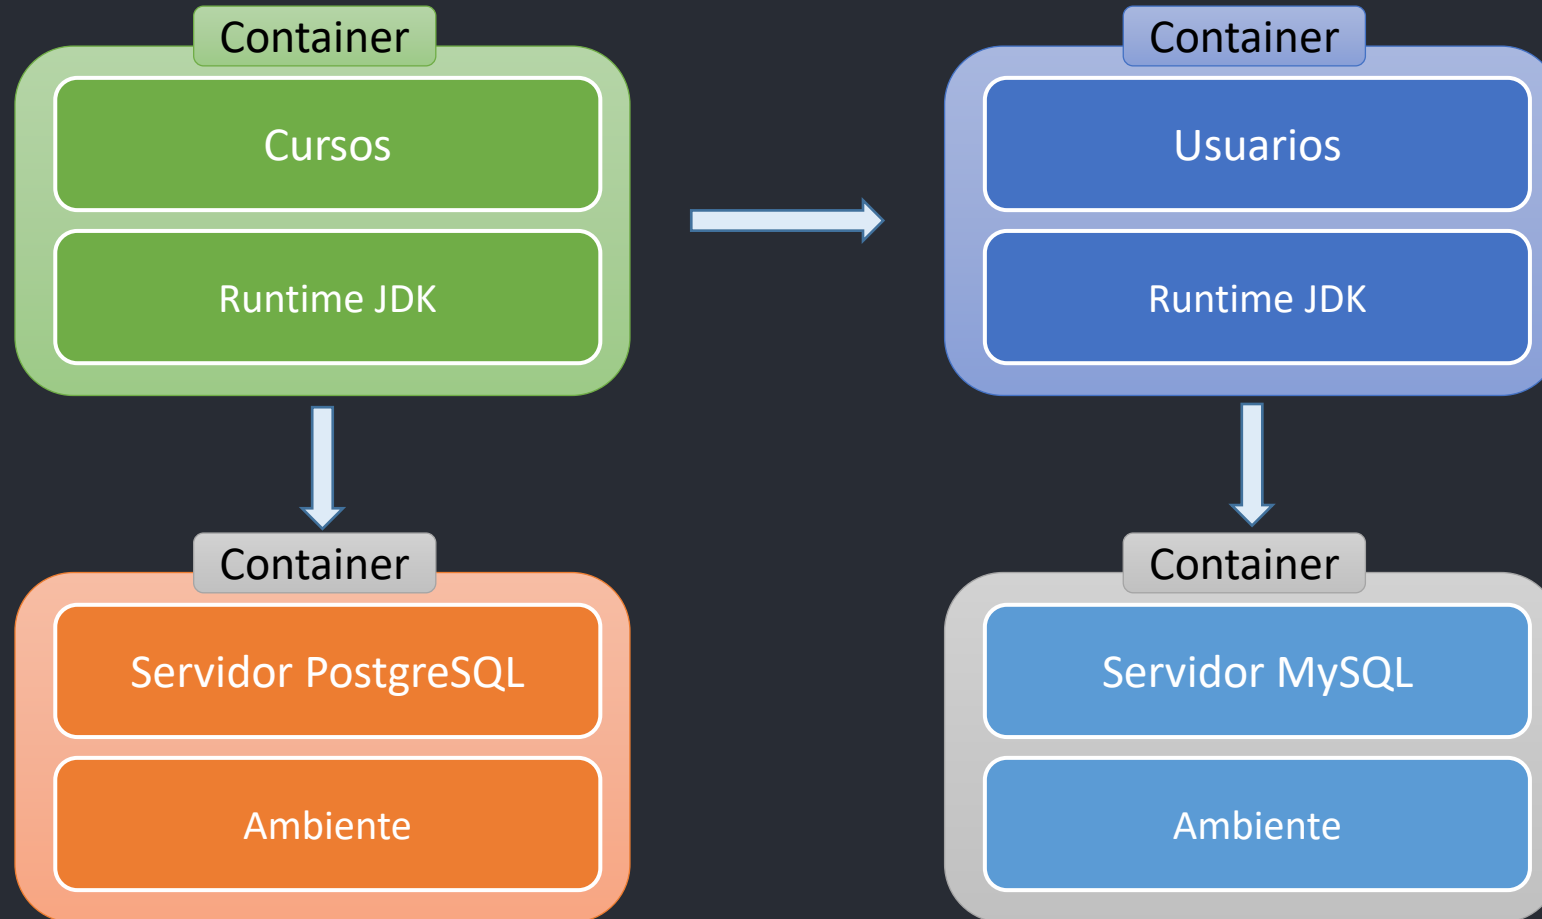 Container
Cursos
Runtime JDK
Container
Usuarios
Runtime JDK
Container
Servidor PostgreSQL
Ambiente
Container
Servidor MySQL
Ambiente